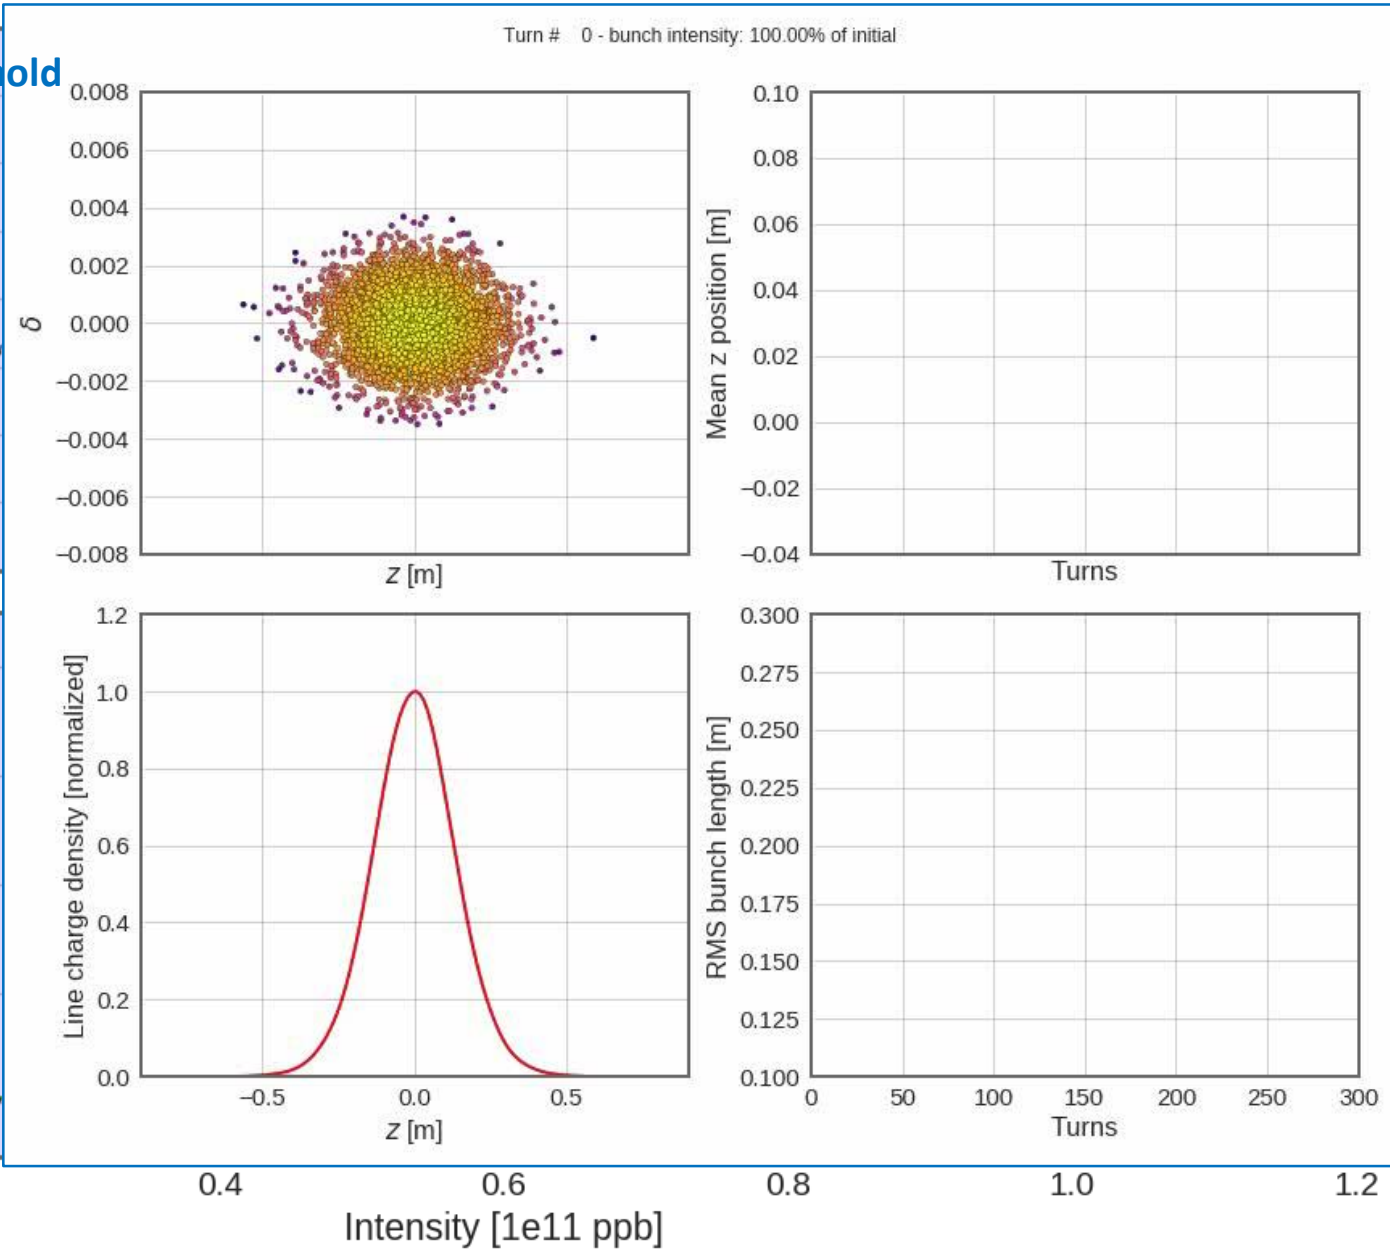 Turn # 0 - bunch intensity: 100.00% of initial
0.008
0.006
0.004
0.002
0.000
−0.002
−0.004
−0.006
−0.008
δ
z [m]
0.10
0.08
0.06
0.04
0.02
0.00
−0.02
−0.04
Mean z position [m]
Turns
1.2
1.0
0.8
0.6
0.4
0.2
0.0
Line charge density [normalized]
−0.5 0.0 0.5
z [m]
0.300
0.275
0.250
0.225
0.200
0.175
0.150
0.125
0.100
RMS bunch length [m]
0 50 100 150 200 250 300
Turns
0.4 0.6 0.8 1.0 1.2
Intensity [1e11 ppb]